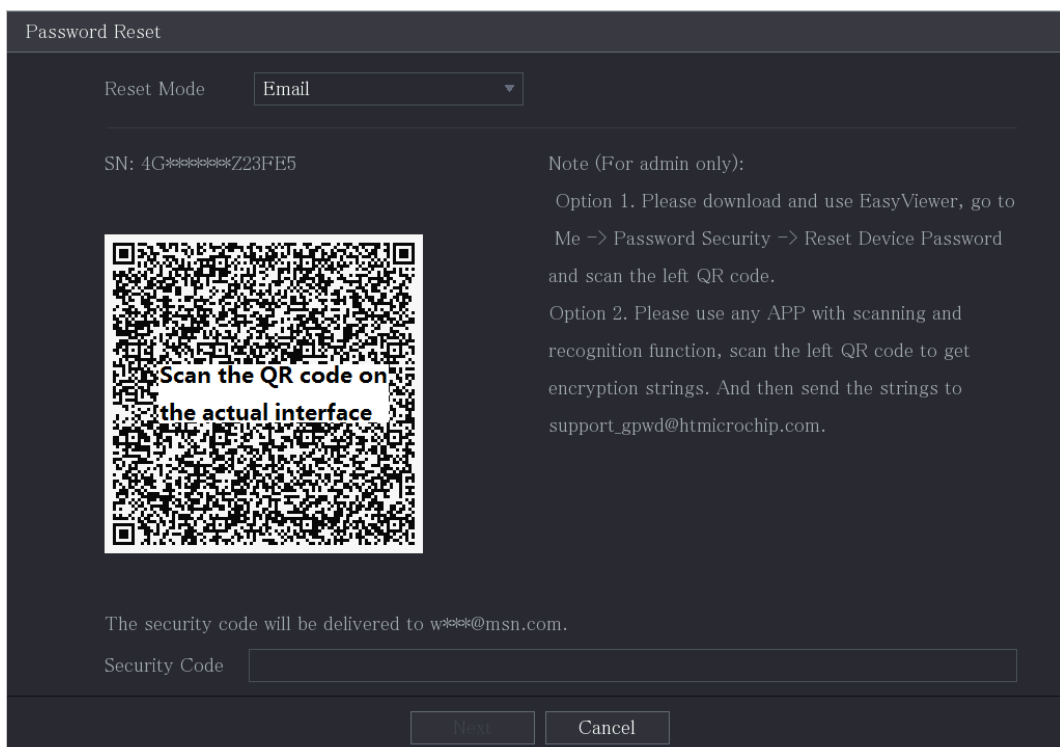 Password Reset
Reset Mode
Email
SN: 4G*******Z23FE5
Note (For admin only):
Option 1. Please download and use EasyViewer, go to
Me -> Password Security -> Reset Device Password
and scan the left QR code.
Option 2. Please use any APP with scanning and
recognition function, scan the left QR code to get
encryption strings. And then send the strings to
support_gpwd@htmicrochip.com.
Scan the QR code on
the actual interface
The security code will be delivered to w***@msn.com.
Security Code
Next
Cancel